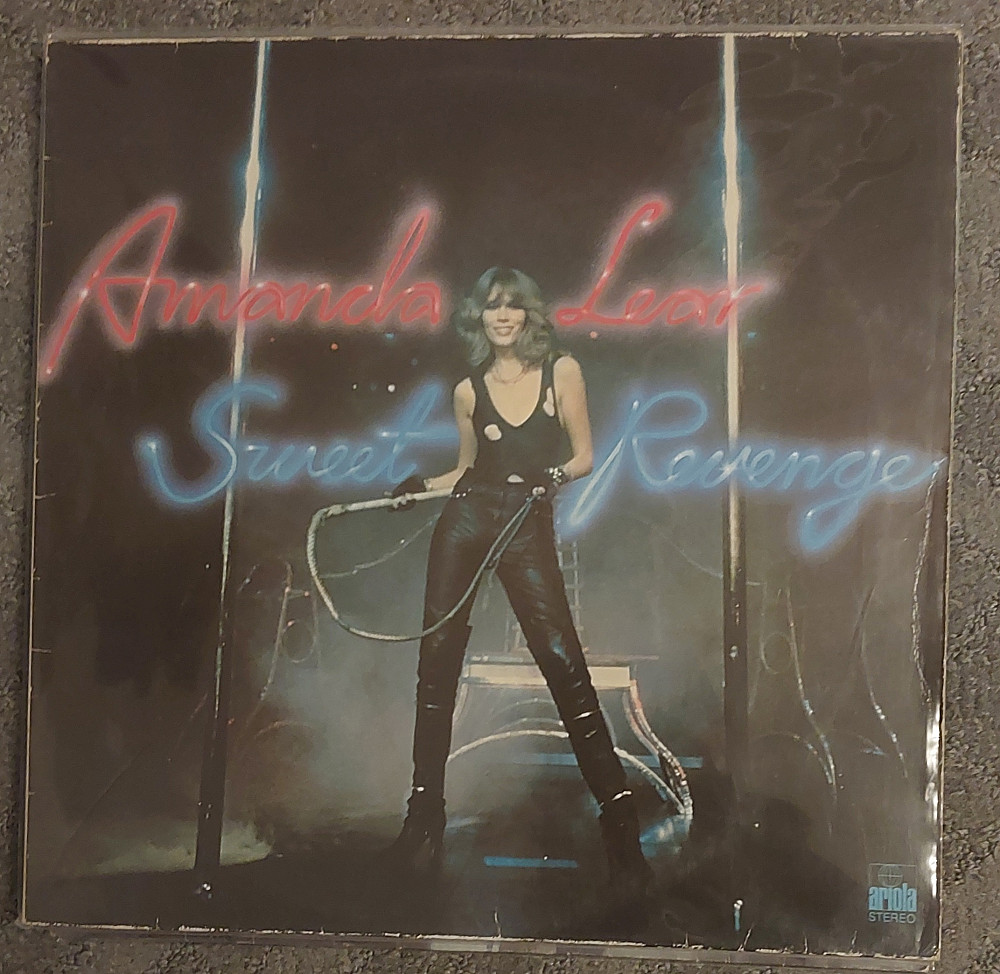 Amanda Lear
Sweet Revenge
ariola
STEREO